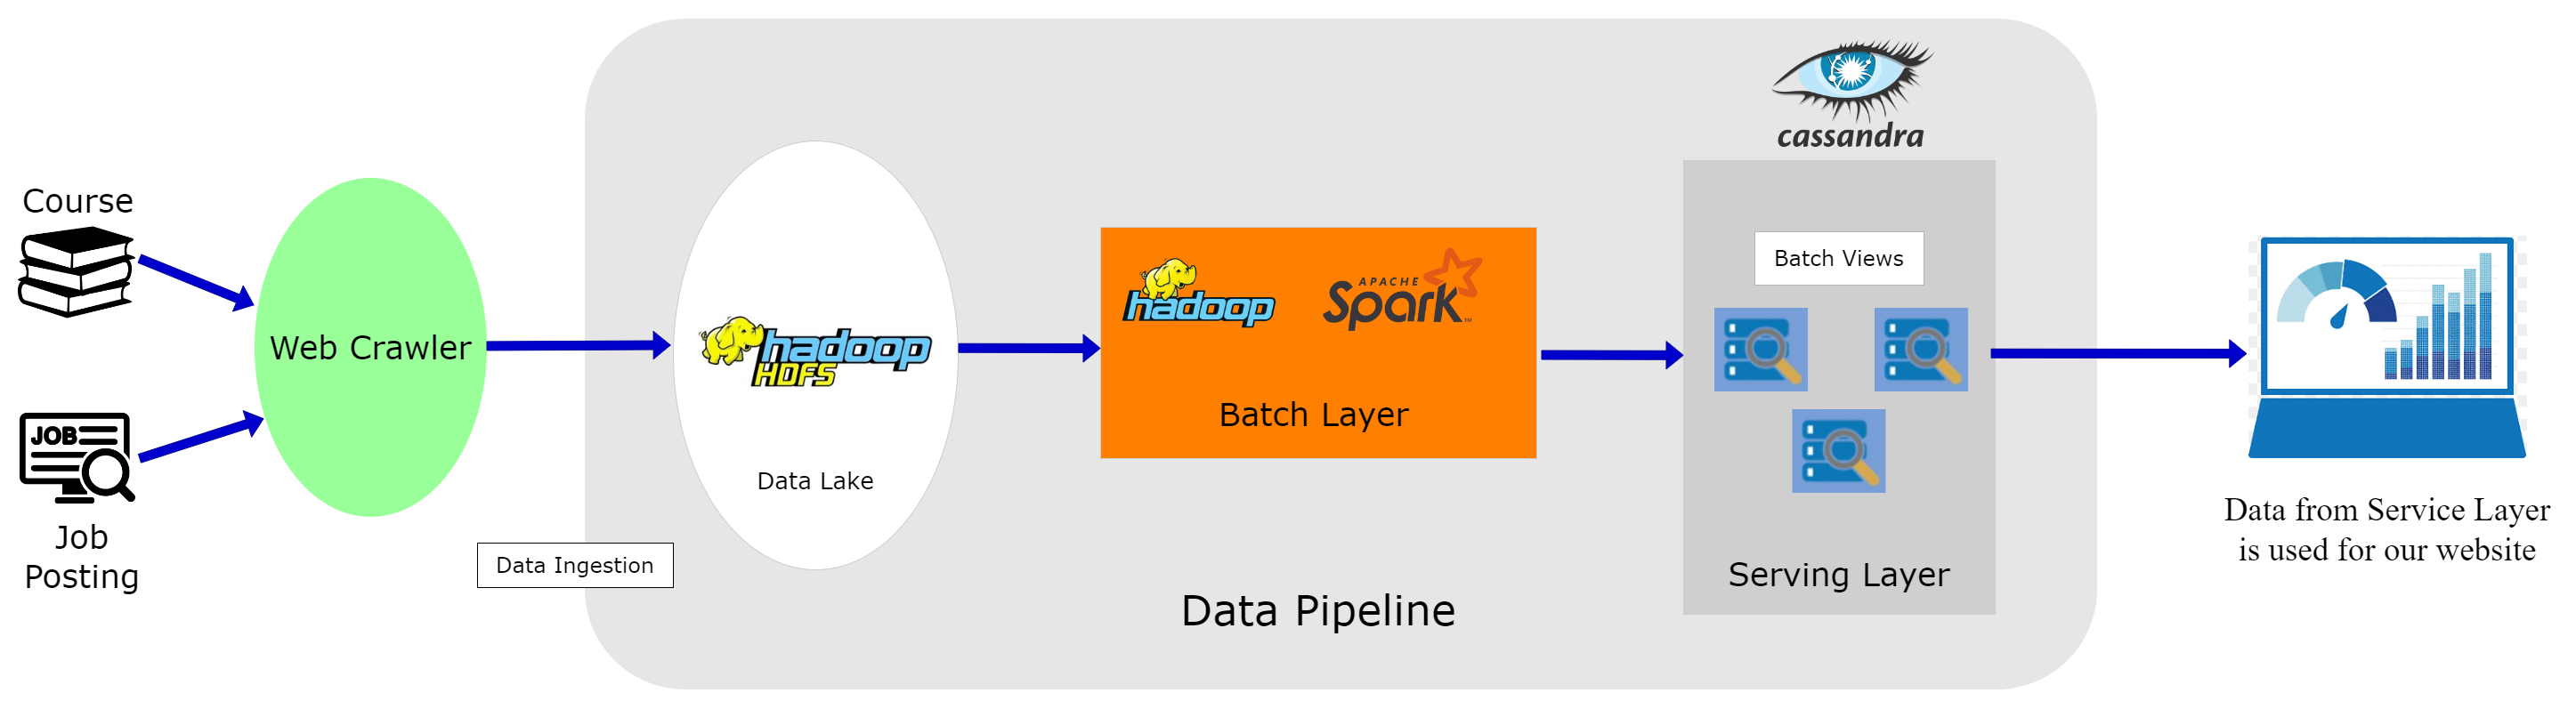 Course
JOB
Job
Posting
Web Crawler
Data Ingestion
hadoop
HDFS
Data Lake
hadoop
APACHE
Spark™
Batch Layer
Data Pipeline
cassandra
Batch Views
Serving Layer
Data from Service Layer
is used for our website